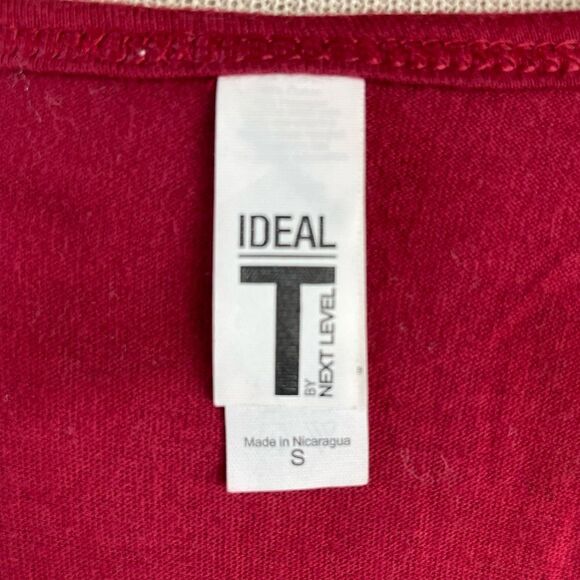 IDEAL
T
BY
NEXT LEVEL
Made in Nicaragua
S